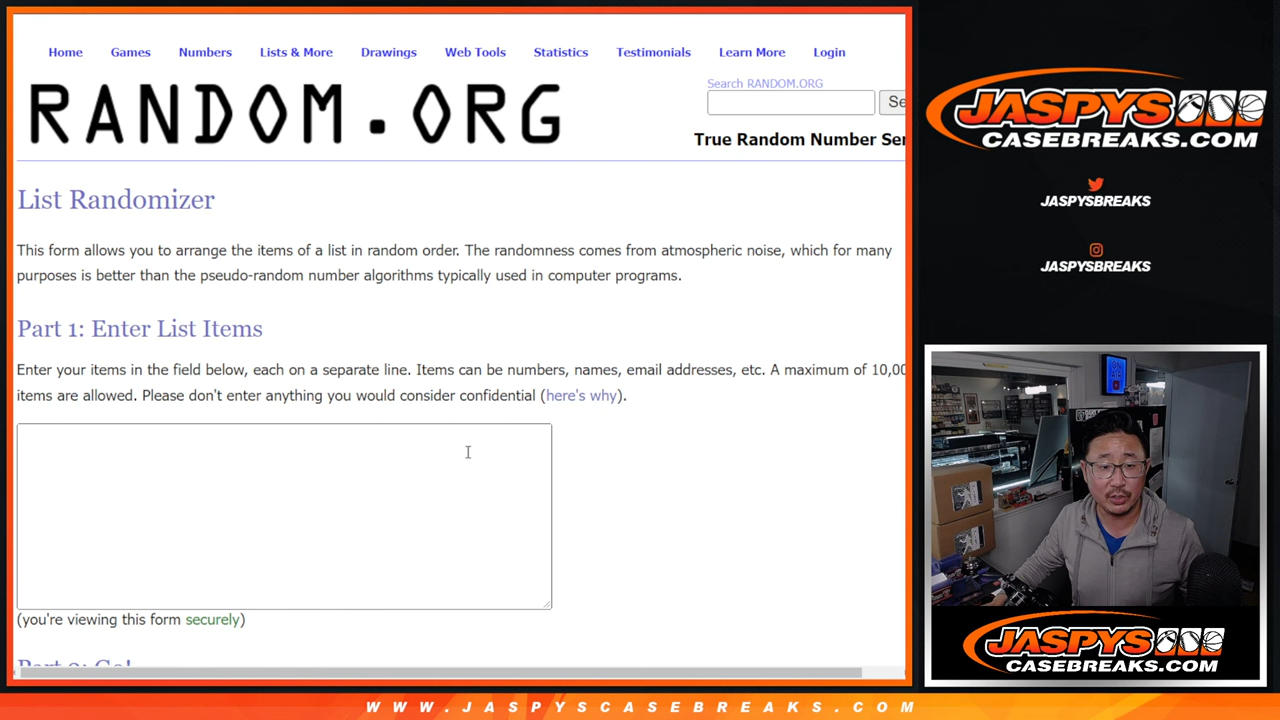 Home Games Numbers Lists & More Drawings Web Tools Statistics Testimonials Learn More Login
RANDOM.ORG
Search RANDOM.ORG
Se
True Random Number Ser
List Randomizer
This form allows you to arrange the items of a list in random order. The randomness comes from atmospheric noise, which for many
purposes is better than the pseudo-random number algorithms typically used in computer programs.
Part 1: Enter List Items
Enter your items in the field below, each on a separate line. Items can be numbers, names, email addresses, etc. A maximum of 10,00
items are allowed. Please don't enter anything you would consider confidential (here's why).
(you're viewing this form securely)
Part 2: Go!
JASPYS
CASEBREAKS.COM
JASPYSBREAKS
JASPYSBREAKS
ON
AIR
JASPYS
CASEBREAKS.COM
WWW.JASPYSCASEBREAKS.COM